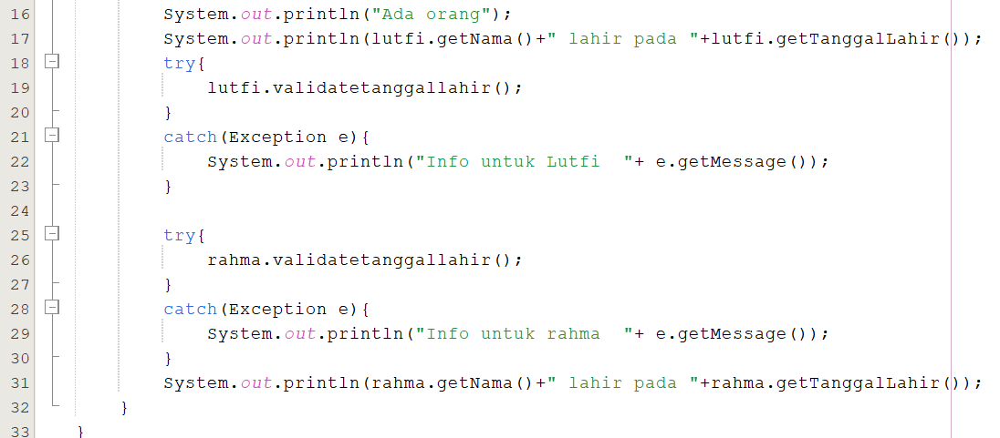 16 System.out.println("Ada orang");
17 System.out.println(lutfi.getNama()+" lahir pada "+lutfi.getTanggalLahir());
18 try{
19 lutfi.validatetanggallahir();
20 }
21 catch(Exception e){
22 System.out.println("Info untuk Lutfi  "+ e.getMessage());
23 }
24
25 try{
26 rahma.validatetanggallahir();
27 }
28 catch(Exception e){
29 System.out.println("Info untuk rahma  "+ e.getMessage());
30 }
31 System.out.println(rahma.getNama()+" lahir pada "+rahma.getTanggalLahir());
32 }
33 }